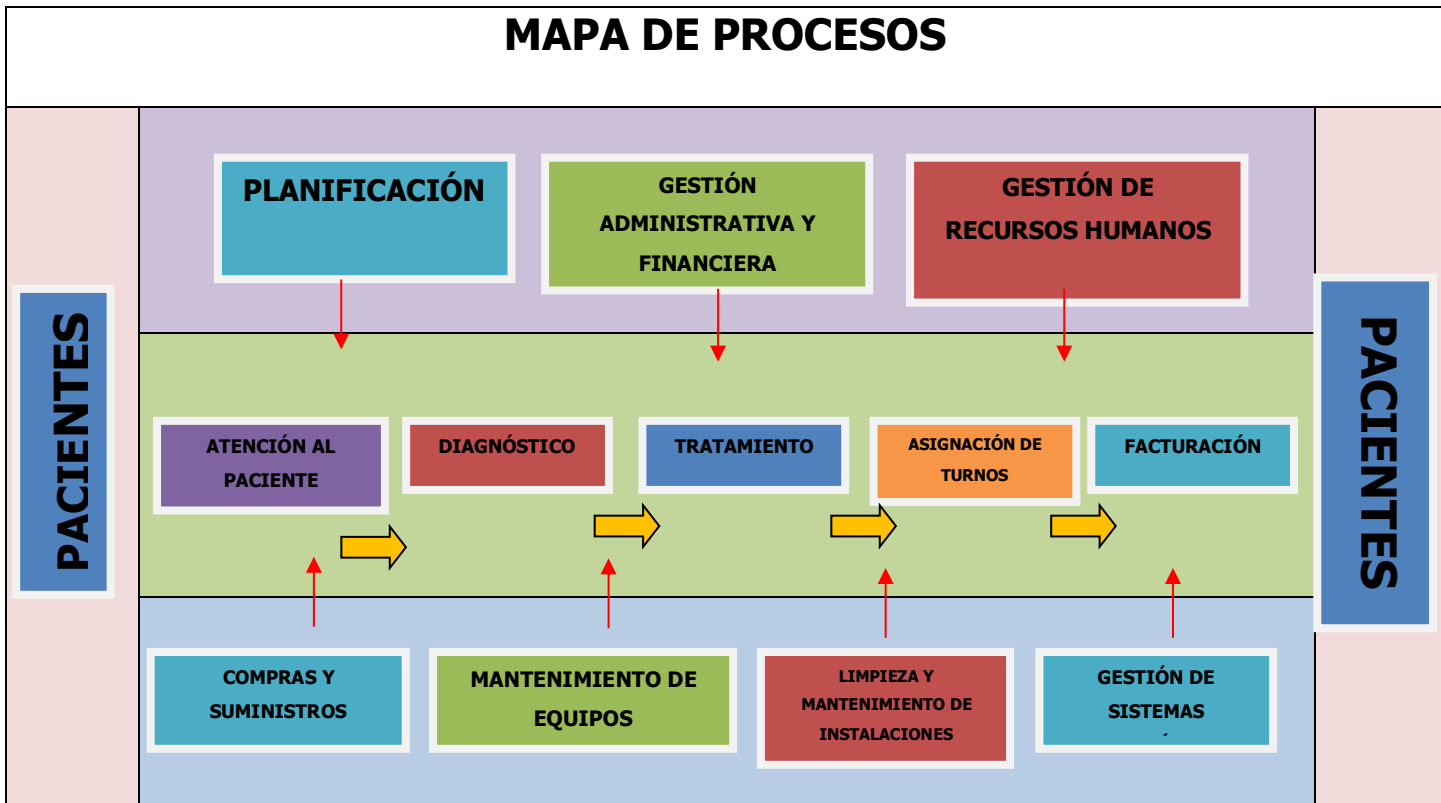 MAPA DE PROCESOS
PLANIFICACIÓN
GESTIÓN
ADMINISTRATIVA Y
FINANCIERA
GESTIÓN DE
RECURSOS HUMANOS
PACIENTES
PACIENTES
ATENCIÓN AL
PACIENTE
DIAGNÓSTICO
TRATAMIENTO
ASIGNACIÓN DE
TURNOS
FACTURACIÓN
COMPRAS Y
SUMINISTROS
MANTENIMIENTO DE
EQUIPOS
LIMPIEZA Y
MANTENIMIENTO DE
INSTALACIONES
GESTIÓN DE
SISTEMAS